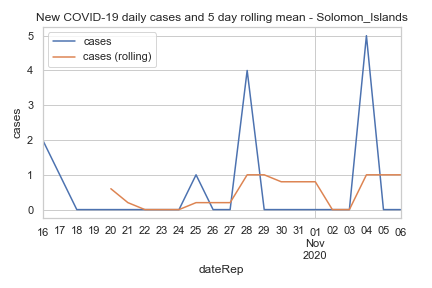 New COVID-19 daily cases and 5 day rolling mean - Solomon_Islands
cases
cases (rolling)
5
4
3
2
1
0
cases
16 17 18 19 20 21 22 23 24 25 26 27 28 29 30 31 01 02 03 04 05 06
Nov
2020
dateRep